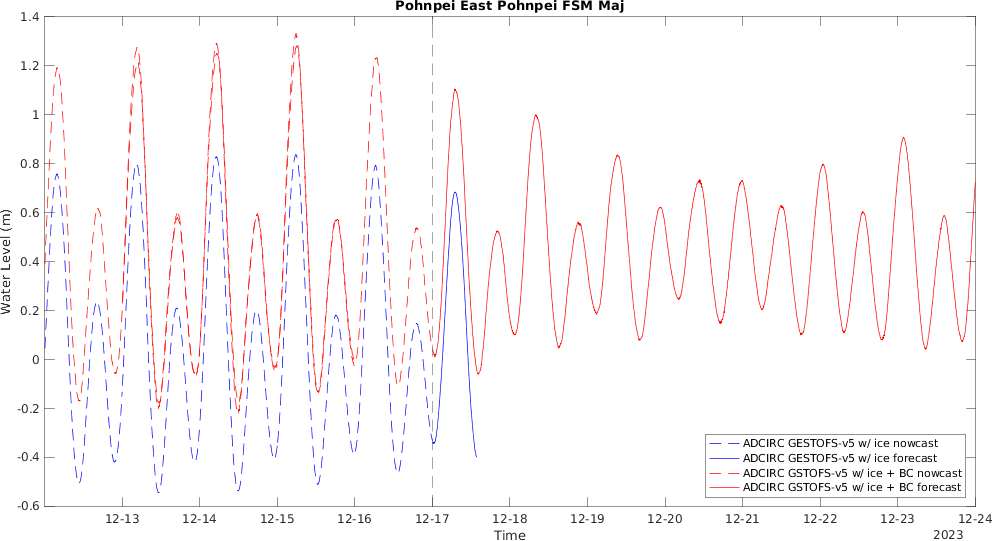 Pohnpei East Pohnpei FSM Maj
1.4
1.2
1
0.8
0.6
0.4
0.2
0
-0.2
-0.4
-0.6
Water Level (m)
ADCIRC GESTOFS-v5 w/ ice nowcast
ADCIRC GESTOFS-v5 w/ ice forecast
ADCIRC GSTOFS-v5 w/ ice + BC nowcast
ADCIRC GSTOFS-v5 w/ ice + BC forecast
12-13 12-14 12-15 12-16 12-17 12-18 12-19 12-20 12-21 12-22 12-23 12-24
Time
2023